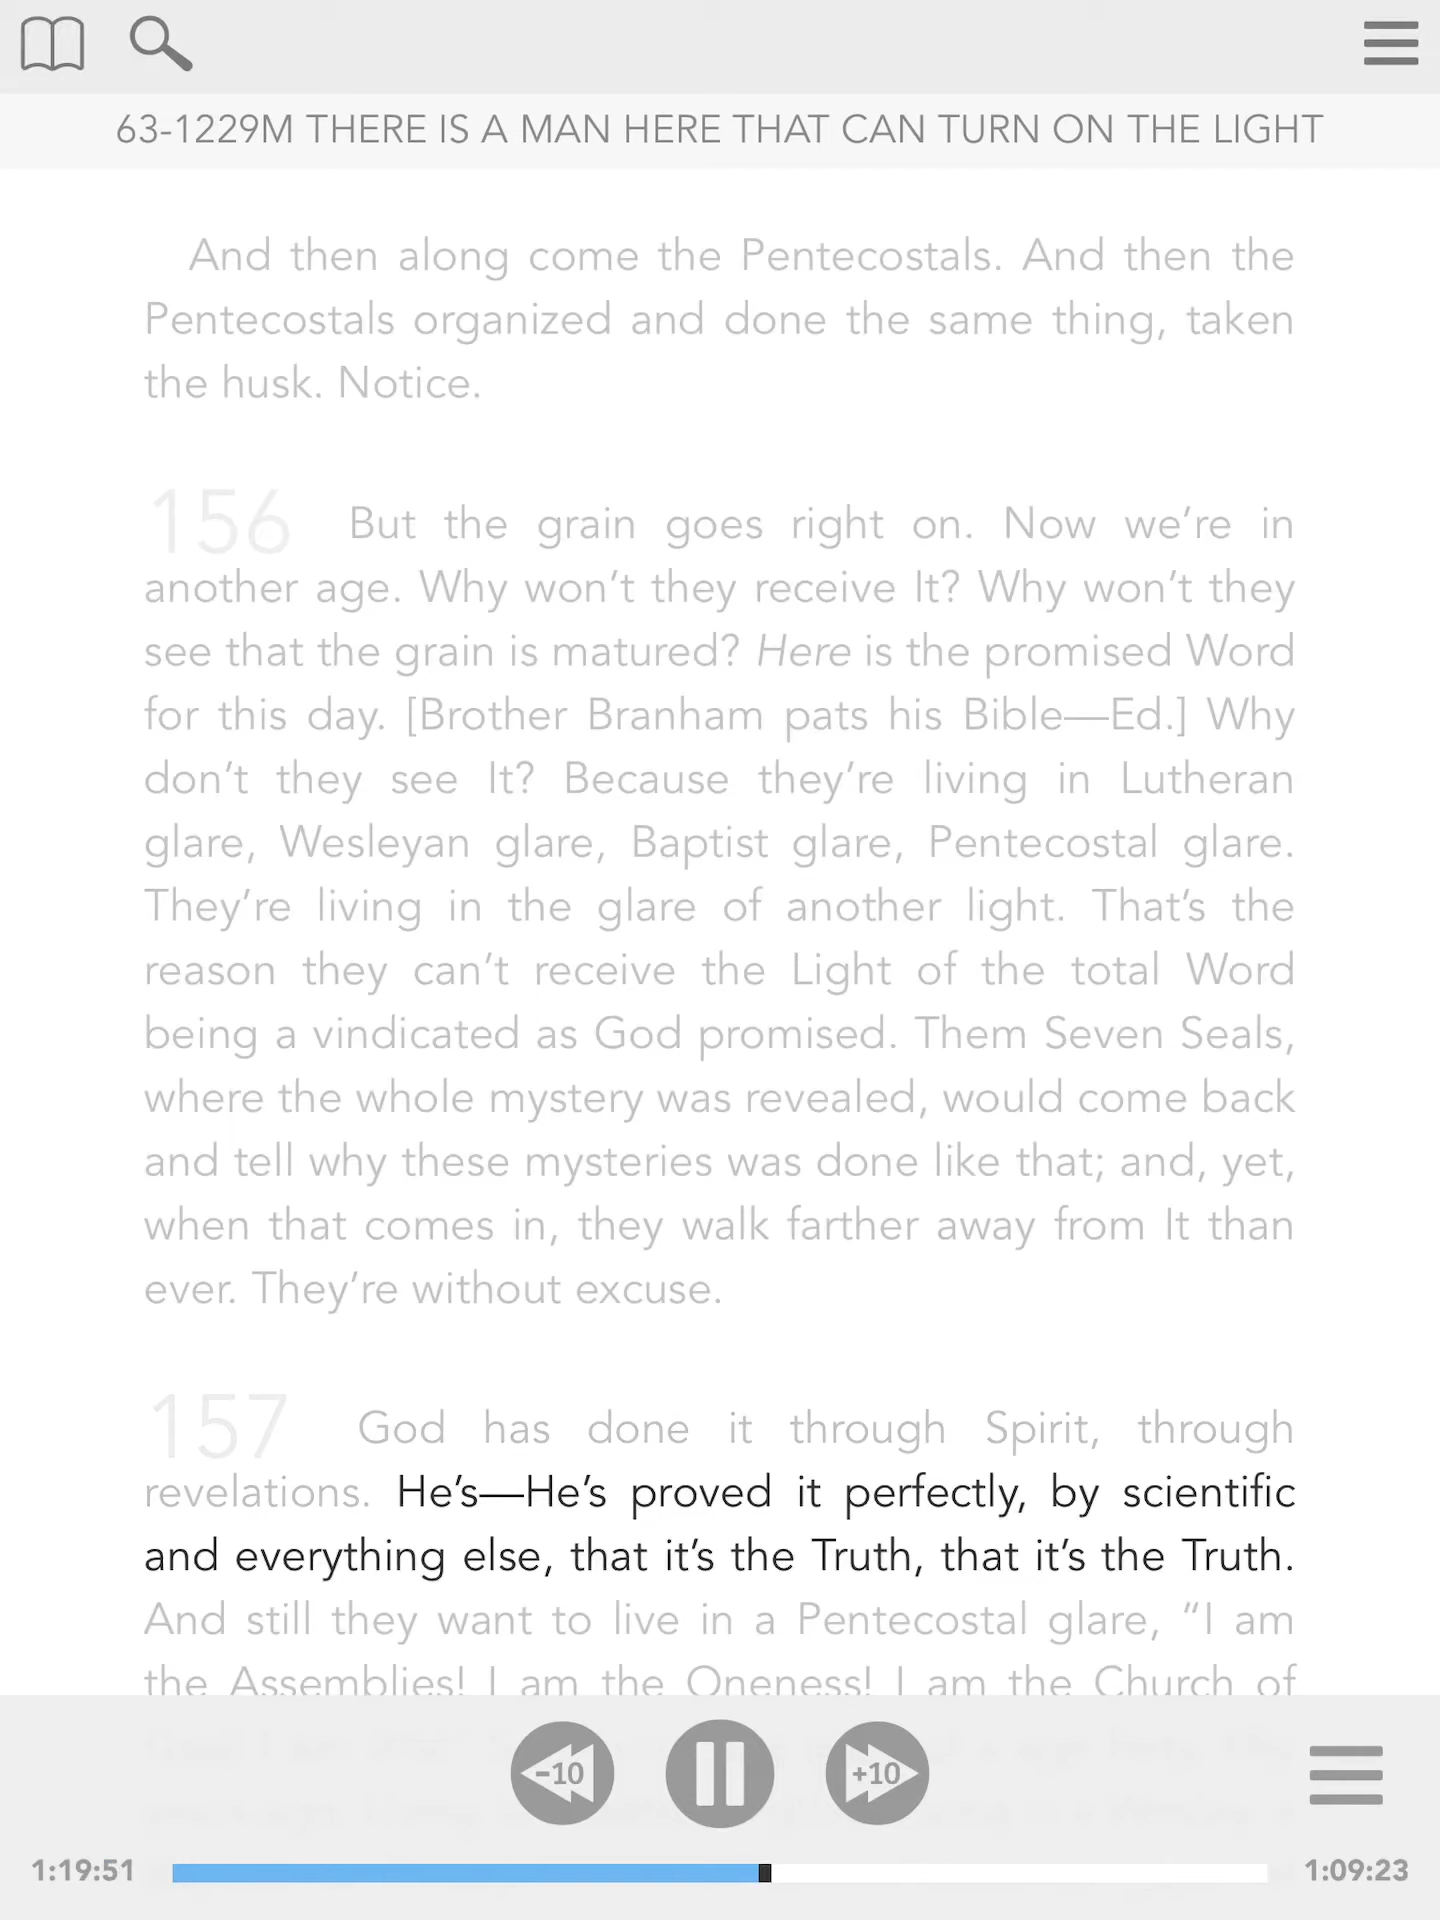 63-1229M THERE IS A MAN HERE THAT CAN TURN ON THE LIGHT
And then along come the Pentecostals. And then the
Pentecostals organized and done the same thing, taken
the husk. Notice.
156 But the grain goes right on. Now we’re in
another age. Why won’t they receive It? Why won’t they
see that the grain is matured? Here is the promised Word
for this day. [Brother Branham pats his Bible—Ed.] Why
don’t they see It? Because they’re living in Lutheran
glare, Wesleyan glare, Baptist glare, Pentecostal glare.
They’re living in the glare of another light. That’s the
reason they can’t receive the Light of the total Word
being a vindicated as God promised. Them Seven Seals,
where the whole mystery was revealed, would come back
and tell why these mysteries was done like that; and, yet,
when that comes in, they walk farther away from It than
ever. They’re without excuse.
157 God has done it through Spirit, through
revelations. He’s—He’s proved it perfectly, by scientific
and everything else, that it’s the Truth, that it’s the Truth.
And still they want to live in a Pentecostal glare, “I am
the Assemblies! I am the Oneness! I am the Church of
-10 +10
1:19:51 1:09:23